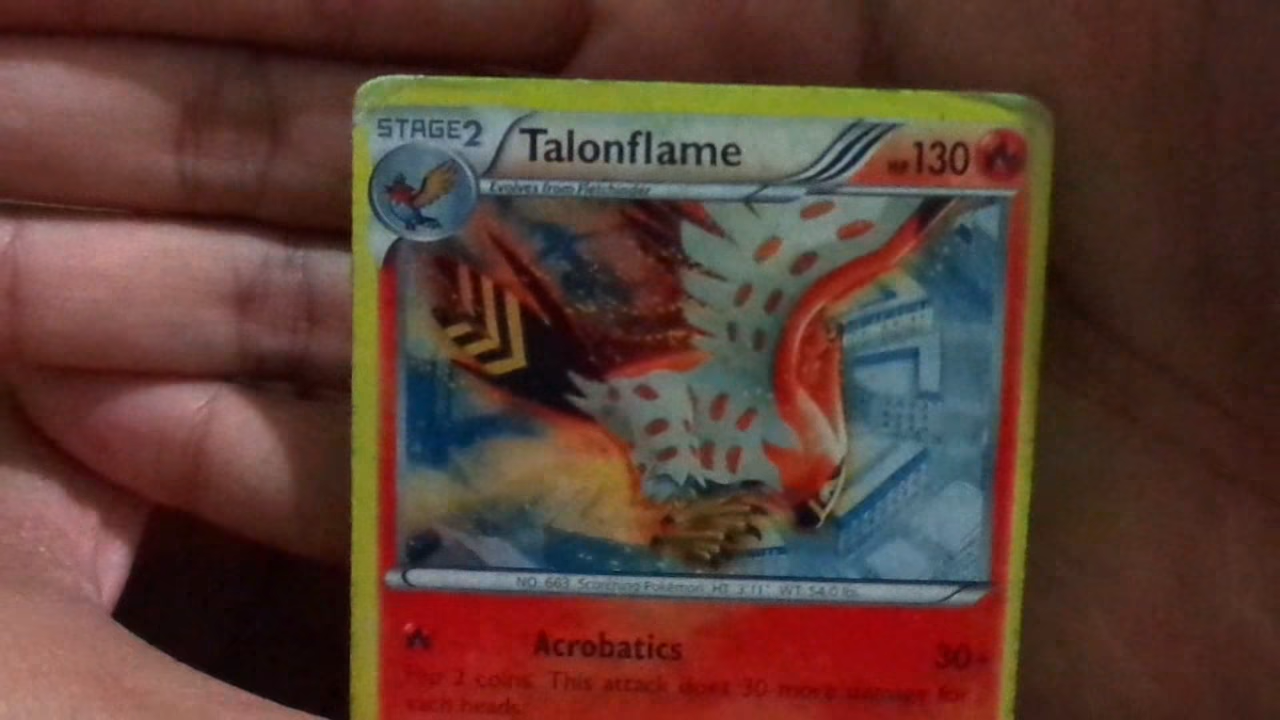 STAGE2
Talonflame
HP130
Evolves from Fletchinder
NO. 663 Scorching Pokémon HT. 3'11" WT. 54.0 lbs.
Acrobatics 30+
Flip 2 coins. This attack does 30 more damage for
each heads.